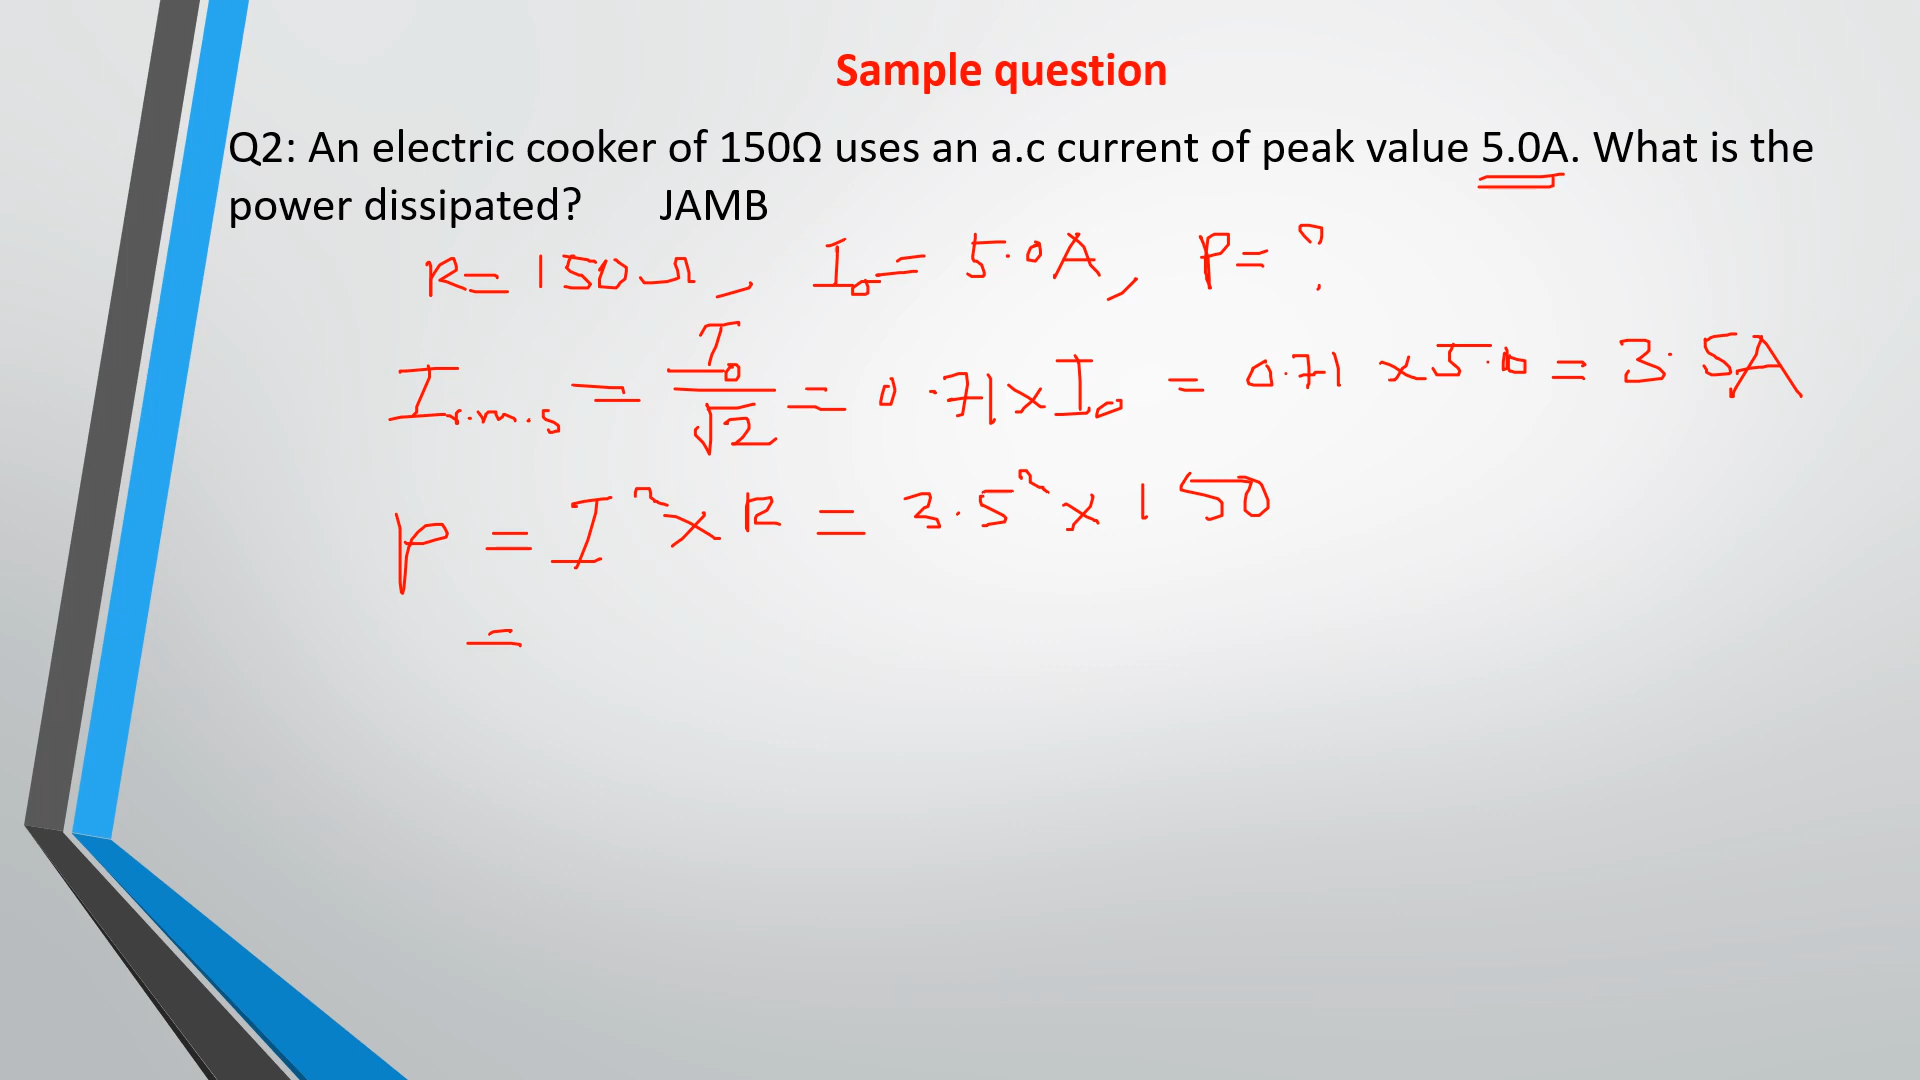 Sample question
Q2: An electric cooker of 150Ω uses an a.c current of peak value 5.0A. What is the
power dissipated? JAMB
R = 150Ω, I₀ = 5.0A, P = ?
I r.m.s = I₀/√2 = 0.71 × I₀ = 0.71 × 5.0 = 3.5A
P = I² × R = 3.5² × 150
=